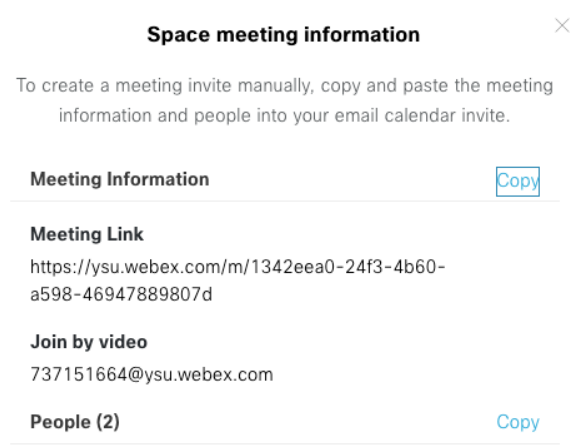 Space meeting information
To create a meeting invite manually, copy and paste the meeting
information and people into your email calendar invite.
Meeting Information Copy
Meeting Link
https://ysu.webex.com/m/1342eea0-24f3-4b60-
a598-46947889807d
Join by video
737151664@ysu.webex.com
People (2) Copy